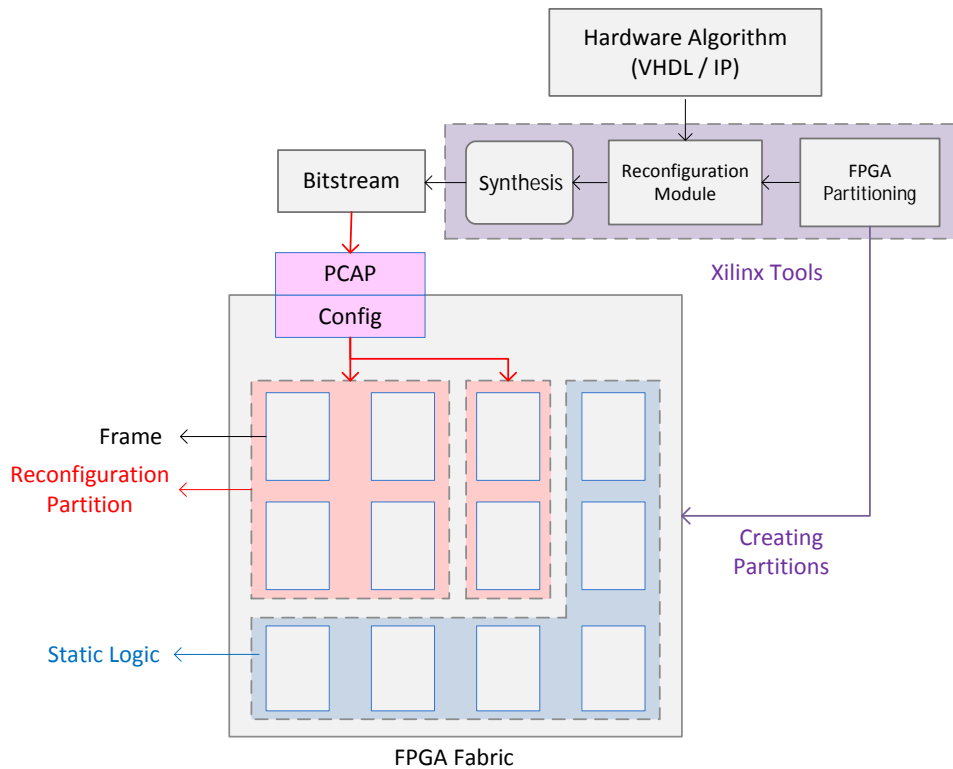 Hardware Algorithm
(VHDL / IP)
Bitstream
Synthesis
Reconfiguration
Module
FPGA
Partitioning
Xilinx Tools
PCAP
Config
Frame
Reconfiguration
Partition
Creating
Partitions
Static Logic
FPGA Fabric